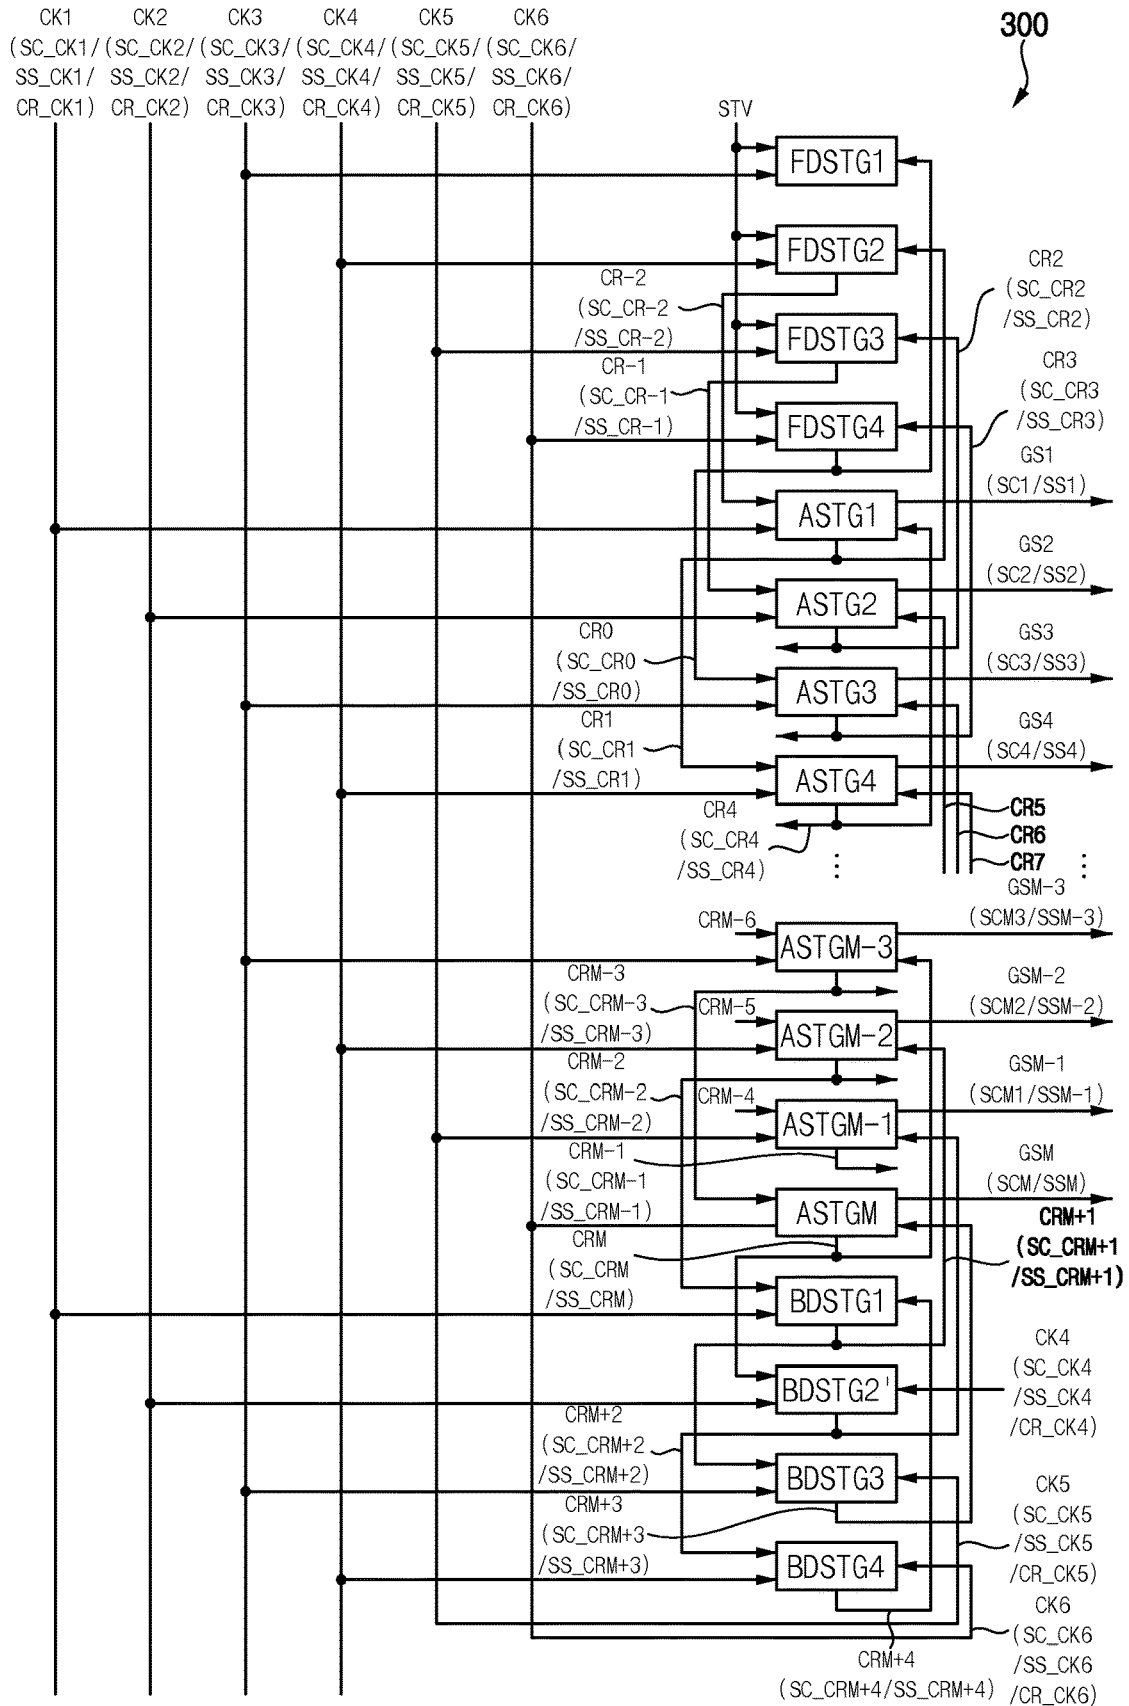 300
CK1
(SC_CK1/
SS_CK1/
CR_CK1)
CK2
(SC_CK2/
SS_CK2/
CR_CK2)
CK3
(SC_CK3/
SS_CK3/
CR_CK3)
CK4
(SC_CK4/
SS_CK4/
CR_CK4)
CK5
(SC_CK5/
SS_CK5/
CR_CK5)
CK6
(SC_CK6/
SS_CK6/
CR_CK6)
STV
FDSTG1
FDSTG2
CR-2
(SC_CR-2
/SS_CR-2)
CR2
(SC_CR2
/SS_CR2)
FDSTG3
CR-1
(SC_CR-1
/SS_CR-1)
CR3
(SC_CR3
/SS_CR3)
FDSTG4
GS1
(SC1/SS1)
ASTG1
GS2
(SC2/SS2)
ASTG2
CR0
(SC_CR0
/SS_CR0)
GS3
(SC3/SS3)
ASTG3
CR1
(SC_CR1
/SS_CR1)
GS4
(SC4/SS4)
ASTG4
CR4
(SC_CR4
/SS_CR4)
CR5
CR6
CR7
GSM-3
(SCM3/SSM-3)
CRM-6
ASTGM-3
CRM-3
(SC_CRM-3
/SS_CRM-3)
GSM-2
(SCM2/SSM-2)
CRM-5
ASTGM-2
CRM-2
(SC_CRM-2
/SS_CRM-2)
GSM-1
(SCM1/SSM-1)
CRM-4
ASTGM-1
CRM-1
(SC_CRM-1
/SS_CRM-1)
GSM
(SCM/SSM)
ASTGM
CRM+1
(SC_CRM+1
/SS_CRM+1)
CRM
(SC_CRM
/SS_CRM)
BDSTG1
CK4
(SC_CK4
/SS_CK4
/CR_CK4)
BDSTG2'
CRM+2
(SC_CRM+2
/SS_CRM+2)
BDSTG3
CK5
(SC_CK5
/SS_CK5
/CR_CK5)
CRM+3
(SC_CRM+3
/SS_CRM+3)
BDSTG4
CK6
(SC_CK6
/SS_CK6
/CR_CK6)
CRM+4
(SC_CRM+4/SS_CRM+4)